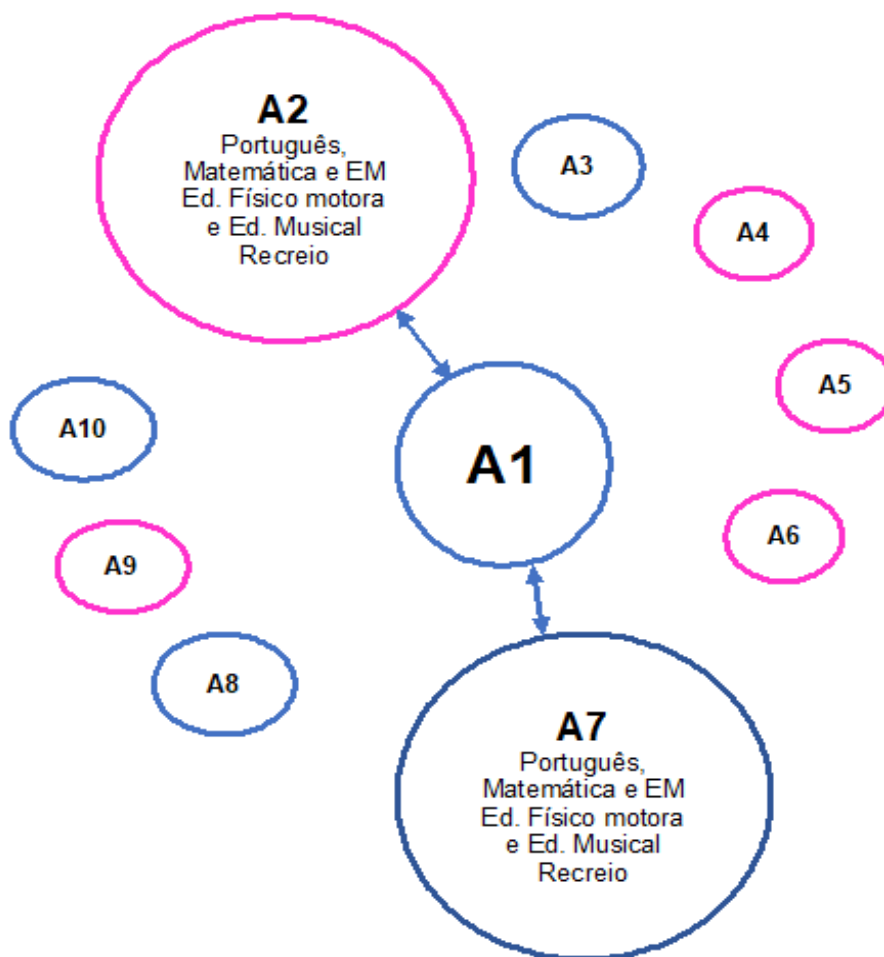 A2
Português,
Matemática e EM
Ed. Físico motora
e Ed. Musical
Recreio
A3
A4
A5
A10
A1
A6
A9
A8
A7
Português,
Matemática e EM
Ed. Físico motora
e Ed. Musical
Recreio